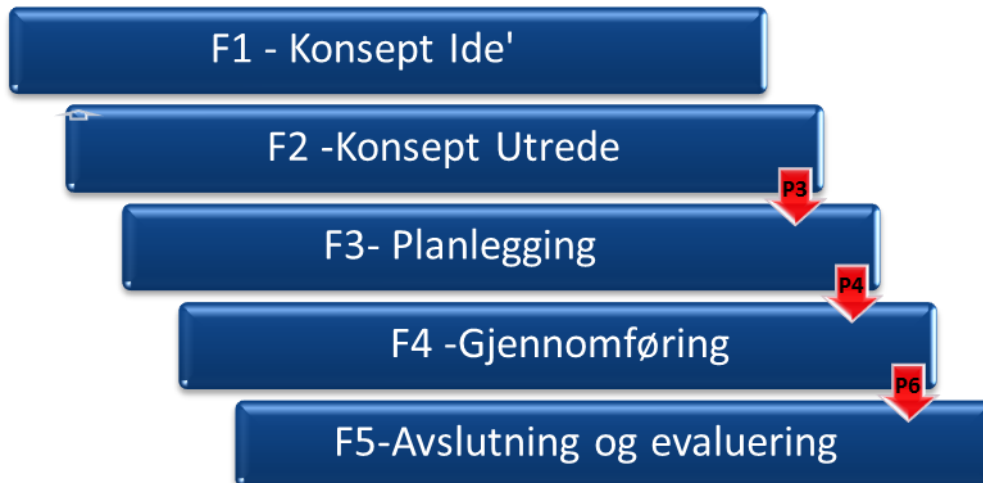 F1 - Konsept Ide'
F2 -Konsept Utrede
P3
F3- Planlegging
P4
F4 -Gjennomføring
P6
F5-Avslutning og evaluering